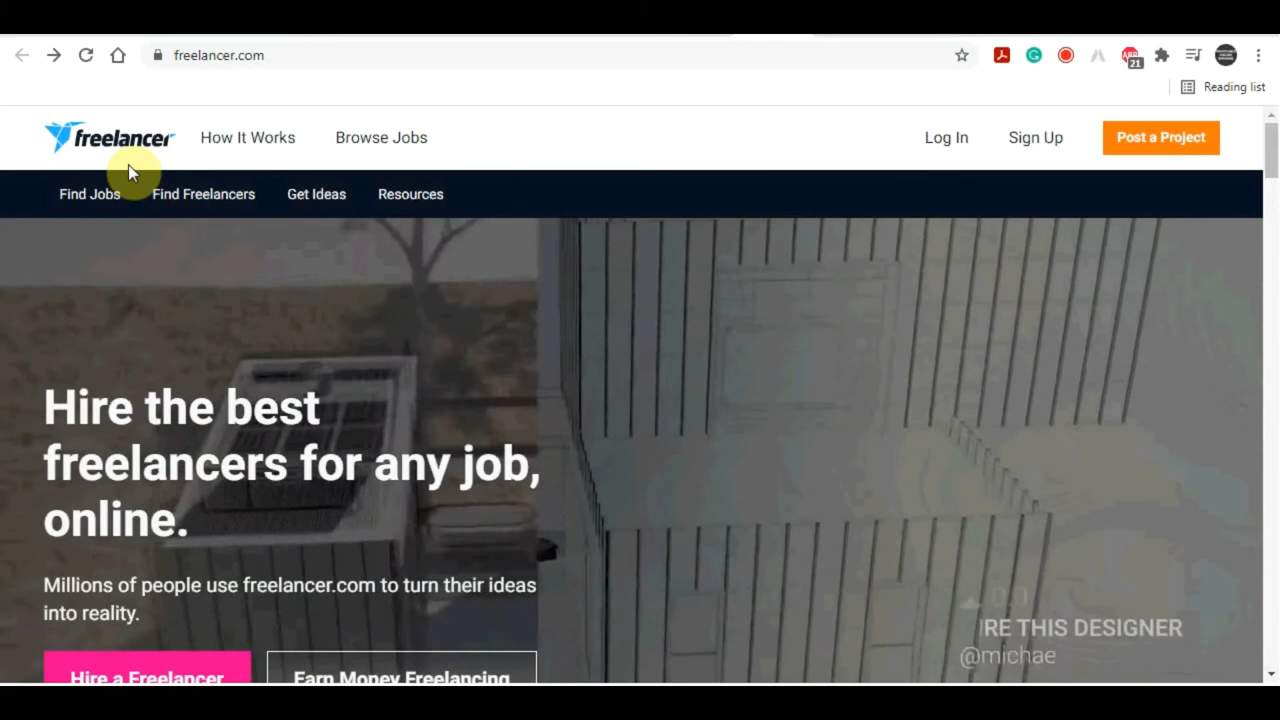 freelancer.com
21
Reading list
freelancer
How It Works
Browse Jobs
Log In
Sign Up
Post a Project
Find Jobs
Find Freelancers
Get Ideas
Resources
Hire the best
freelancers for any job,
online.
Millions of people use freelancer.com to turn their ideas
into reality.
RE THIS DESIGNER
@michae
Hire a Freelancer
Earn Money Freelancing